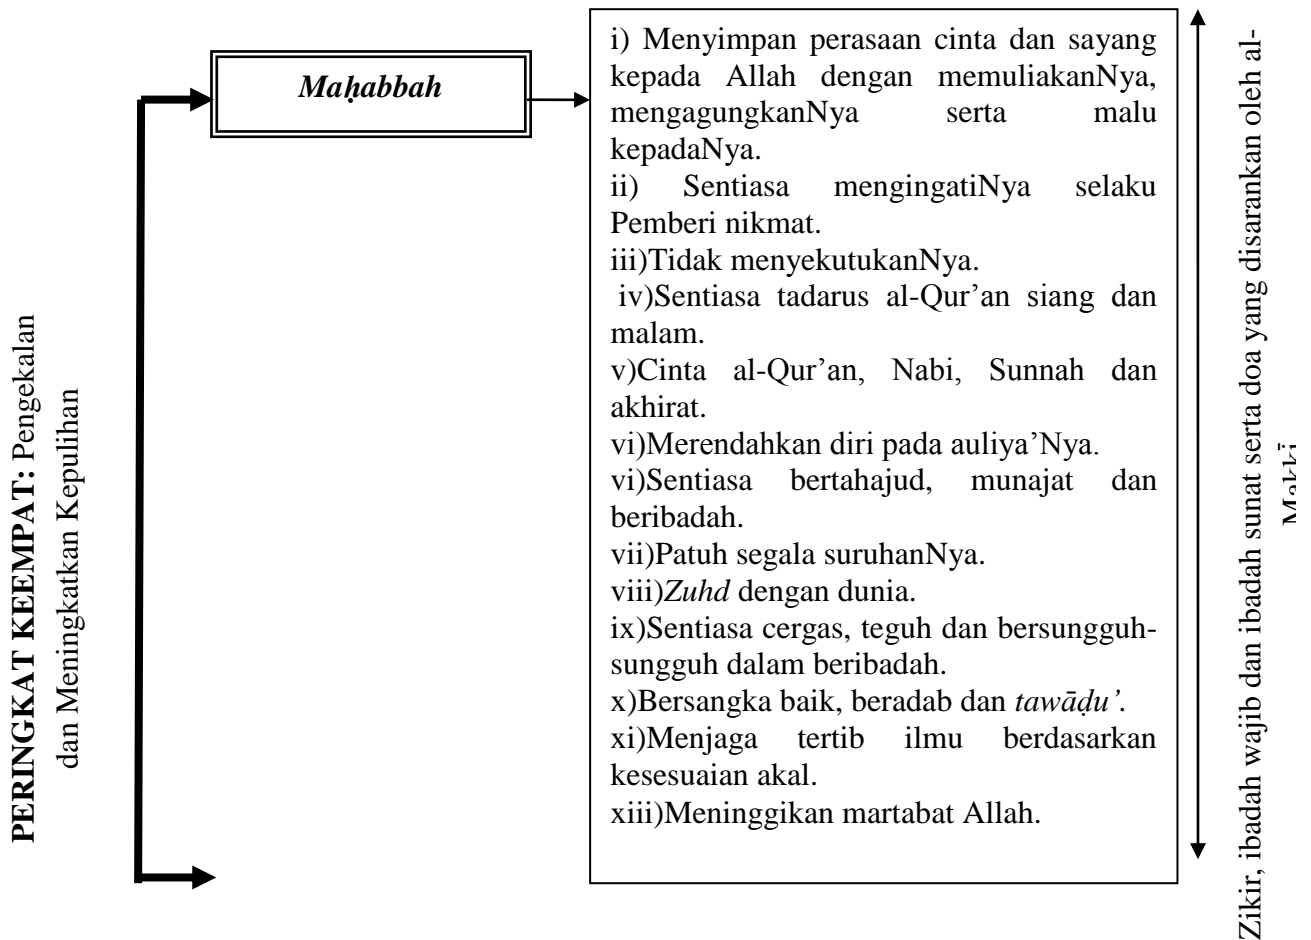 PERINGKAT KEEMPAT: Pengekalan
dan Meningkatkan Kepulihan
Maḥabbah
i) Menyimpan perasaan cinta dan sayang
kepada Allah dengan memuliakanNya,
mengagungkanNya serta malu
kepadaNya.
ii) Sentiasa mengingatiNya selaku
Pemberi nikmat.
iii)Tidak menyekutukanNya.
iv)Sentiasa tadarus al-Qur’an siang dan
malam.
v)Cinta al-Qur’an, Nabi, Sunnah dan
akhirat.
vi)Merendahkan diri pada auliya’Nya.
vi)Sentiasa bertahajud, munajat dan
beribadah.
vii)Patuh segala suruhanNya.
viii)Zuhd dengan dunia.
ix)Sentiasa cergas, teguh dan bersungguh-
sungguh dalam beribadah.
x)Bersangka baik, beradab dan tawāḍu’.
xi)Menjaga tertib ilmu berdasarkan
kesesuaian akal.
xiii)Meninggikan martabat Allah.
Zikir, ibadah wajib dan ibadah sunat serta doa yang disarankan oleh al-
Makkī